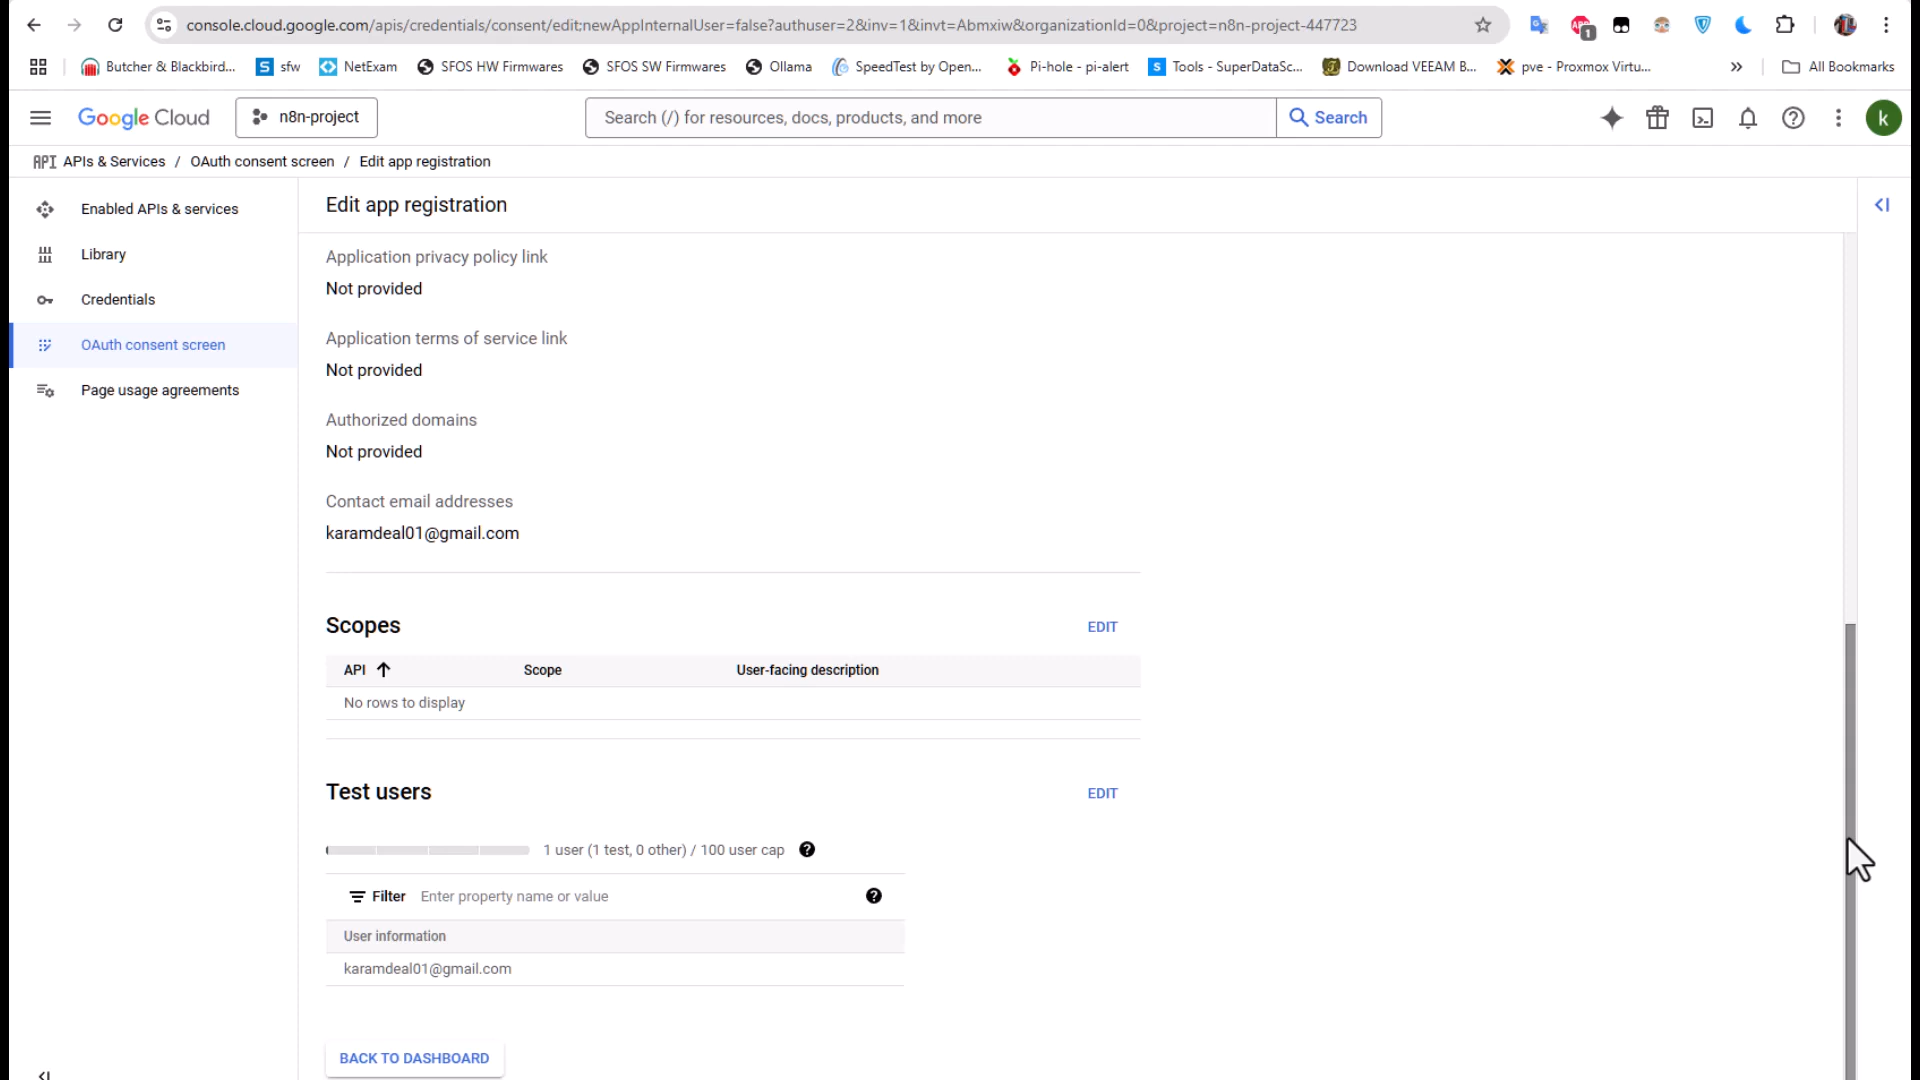 console.cloud.google.com/apis/credentials/consent/edit;newAppInternalUser=false?authuser=2&inv=1&invt=Abmxiw&organizationId=0&project=n8n-project-447723
1
Butcher & Blackbird...
sfw
NetExam
SFOS HW Firmwares
SFOS SW Firmwares
Ollama
SpeedTest by Open...
Pi-hole - pi-alert
Tools - SuperDataSc...
Download VEEAM B...
pve - Proxmox Virtu...
All Bookmarks
Google Cloud
n8n-project
Search (/) for resources, docs, products, and more
Search
k
API APIs & Services / OAuth consent screen / Edit app registration
Enabled APIs & services
Library
Credentials
OAuth consent screen
Page usage agreements
Edit app registration
Application privacy policy link
Not provided
Application terms of service link
Not provided
Authorized domains
Not provided
Contact email addresses
karamdeal01@gmail.com
Scopes
EDIT
API Scope User-facing description
No rows to display
Test users
EDIT
1 user (1 test, 0 other) / 100 user cap
Filter Enter property name or value
User information
karamdeal01@gmail.com
BACK TO DASHBOARD